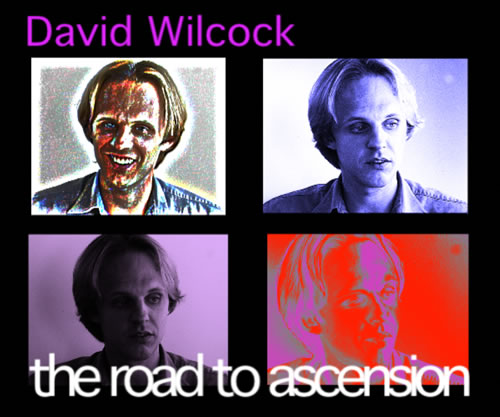 David Wilcock
the road to ascension